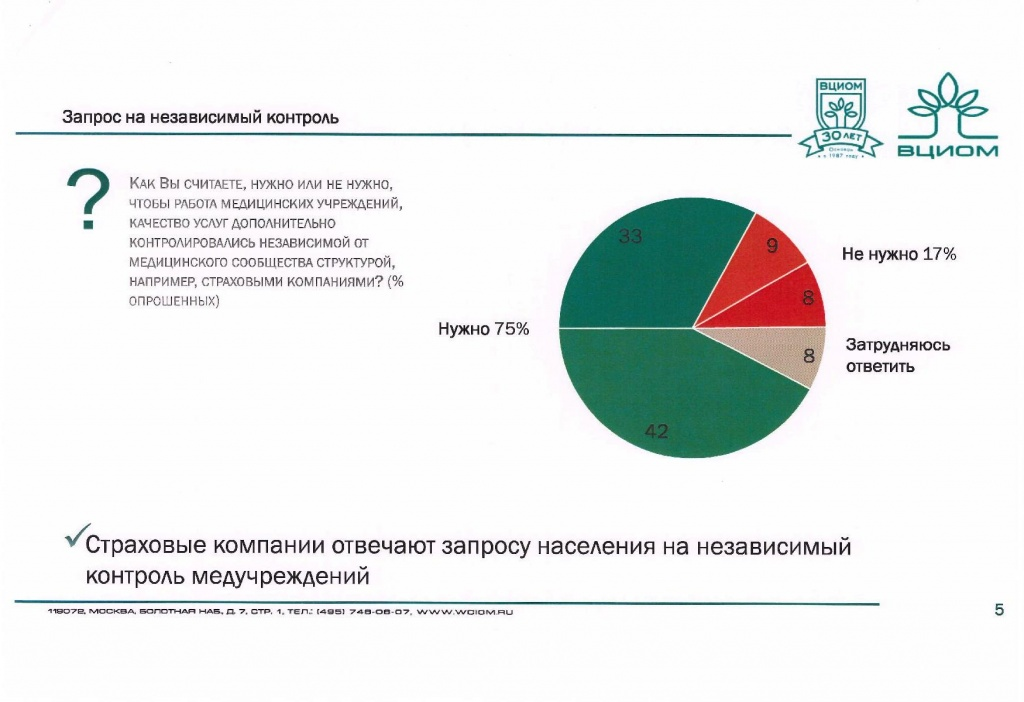 Запрос на независимый контроль
ВЦИОМ
30 ЛЕТ
Основан
в 1987 году
ВЦИОМ
?
Как Вы считаете, нужно или не нужно,
чтобы работа медицинских учреждений,
качество услуг дополнительно
контролировались независимой от
медицинского сообщества структурой,
например, страховыми компаниями? (%
опрошенных)
33
9
Не нужно 17%
8
Нужно 75%
8
Затрудняюсь
ответить
42
Страховые компании отвечают запросу населения на независимый
контроль медучреждений
119072, МОСКВА, БОЛОТНАЯ НАБ, Д. 7, СТР. 1, ТЕЛ.: (495) 748-08-07, WWW.WCIOM.RU
5